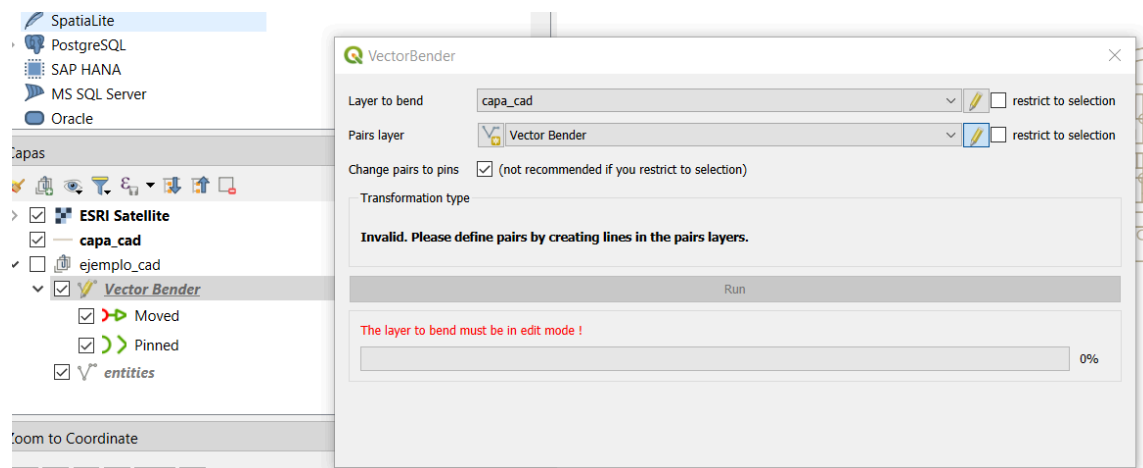 SpatiaLite
PostgreSQL
SAP HANA
MS SQL Server
Oracle
Capas
ESRI Satellite
capa_cad
ejemplo_cad
Vector Bender
Moved
Pinned
entities
Zoom to Coordinate
VectorBender
Layer to bend capa_cad restrict to selection
Pairs layer Vector Bender restrict to selection
Change pairs to pins (not recommended if you restrict to selection)
Transformation type
Invalid. Please define pairs by creating lines in the pairs layers.
Run
The layer to bend must be in edit mode !
0%